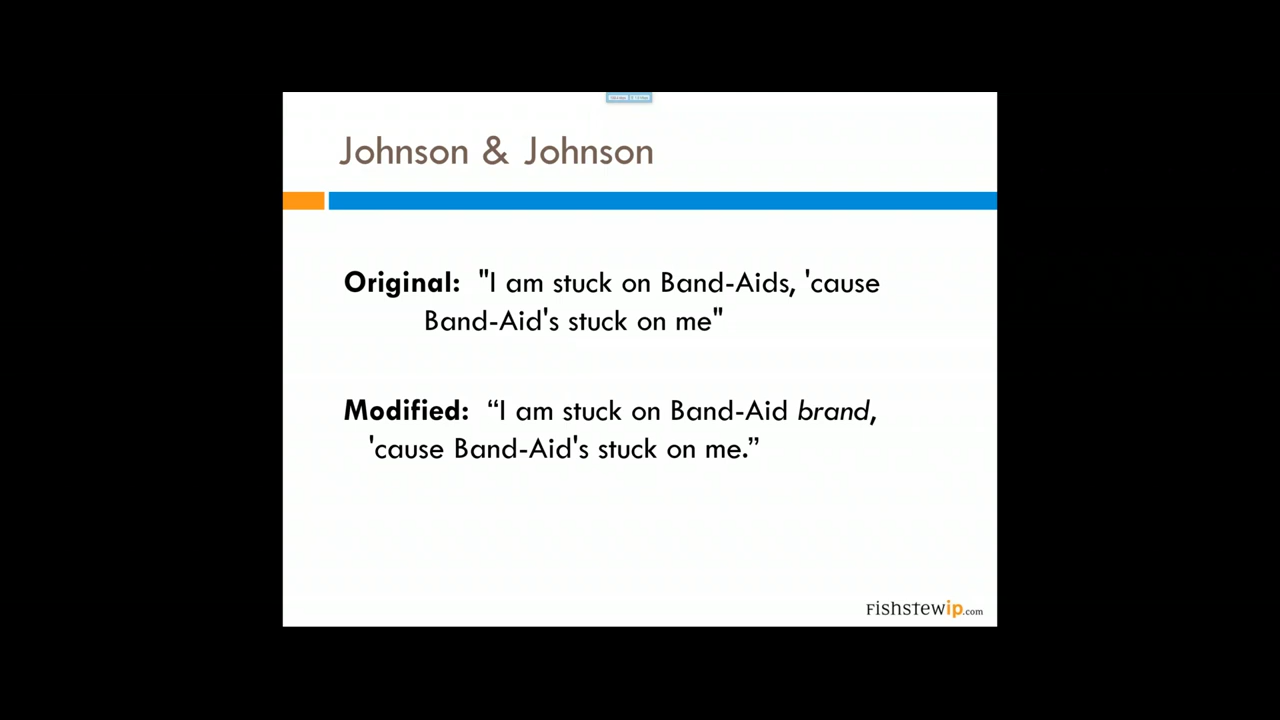 Johnson & Johnson
Original: "I am stuck on Band-Aids, 'cause
Band-Aid's stuck on me"
Modified: “I am stuck on Band-Aid brand,
'cause Band-Aid's stuck on me.”
FISHSTEWip.com